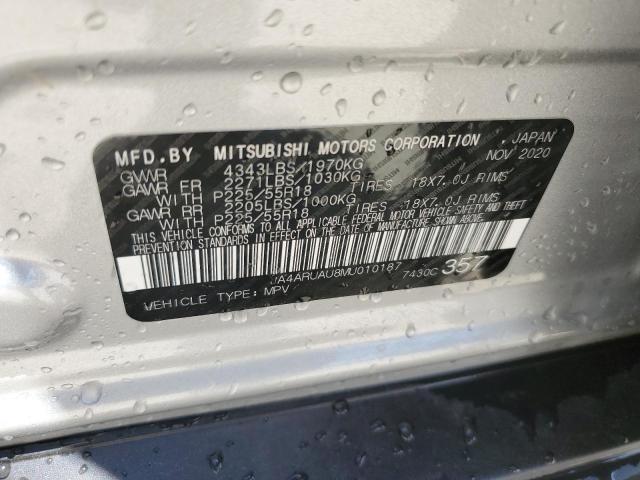 MFD.BY MITSUBISHI MOTORS CORPORATION , JAPAN
GVWR 4343LBS/1970KG NOV 2020
GAWR FR 2271LBS/1030KG
WITH P225/55R18 TIRES 18X7.0J RIMS
GAWR RR 2205LBS/1000KG
WITH P225/55R18 TIRES 18X7.0J RIMS
THIS VEHICLE CONFORMS TO ALL APPLICABLE FEDERAL MOTOR VEHICLE SAFETY AND THEFT
PREVENTION STANDARDS IN EFFECT ON THE DATE OF MANUFACTURE SHOWN ABOVE.
JA4ARUAU8MU010187 7430C 357
VEHICLE TYPE: MPV